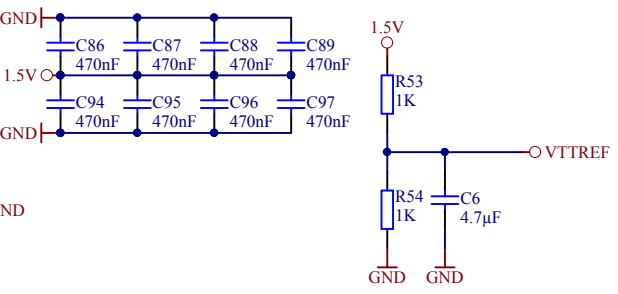 GND
C86
470nF
C87
470nF
C88
470nF
C89
470nF
1.5V
C94
470nF
C95
470nF
C96
470nF
C97
470nF
GND
ND
1.5V
R53
1K
VTTREF
R54
1K
C6
4.7µF
GND
GND